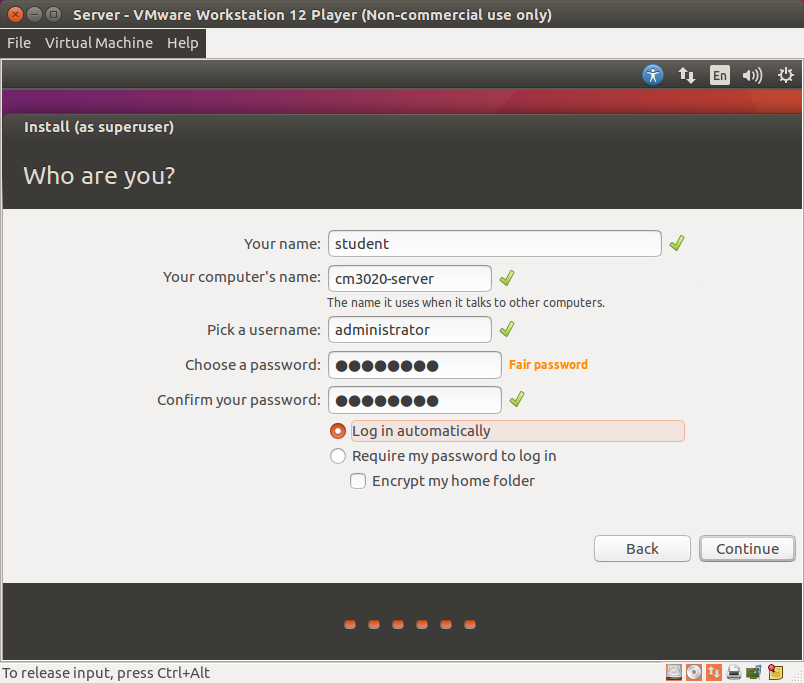 Server - VMware Workstation 12 Player (Non-commercial use only)
File Virtual Machine Help
En
Install (as superuser)
Who are you?
Your name: student
Your computer's name: cm3020-server
The name it uses when it talks to other computers.
Pick a username: administrator
Choose a password: ●●●●●●●● Fair password
Confirm your password: ●●●●●●●●
Log in automatically
Require my password to log in
Encrypt my home folder
Back Continue
To release input, press Ctrl+Alt